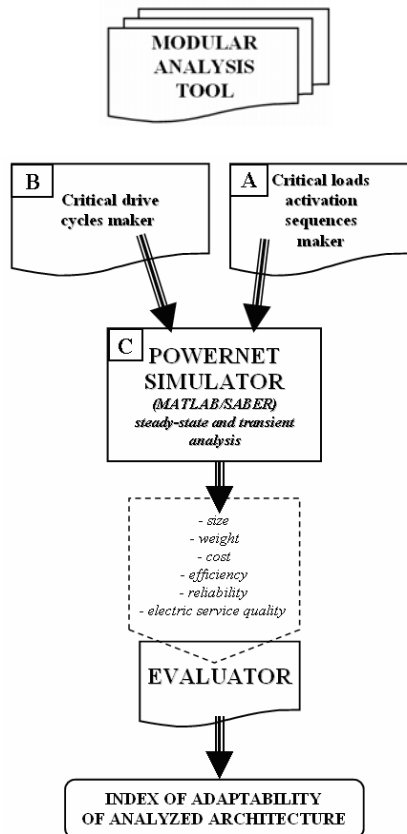 MODULAR
ANALYSIS
TOOL
B
Critical drive
cycles maker
A
Critical loads
activation
sequences
maker
C
POWERNET
SIMULATOR
(MATLAB/SABER)
steady-state and transient
analysis
- size
- weight
- cost
- efficiency
- reliability
- electric service quality
EVALUATOR
INDEX OF ADAPTABILITY
OF ANALYZED ARCHITECTURE